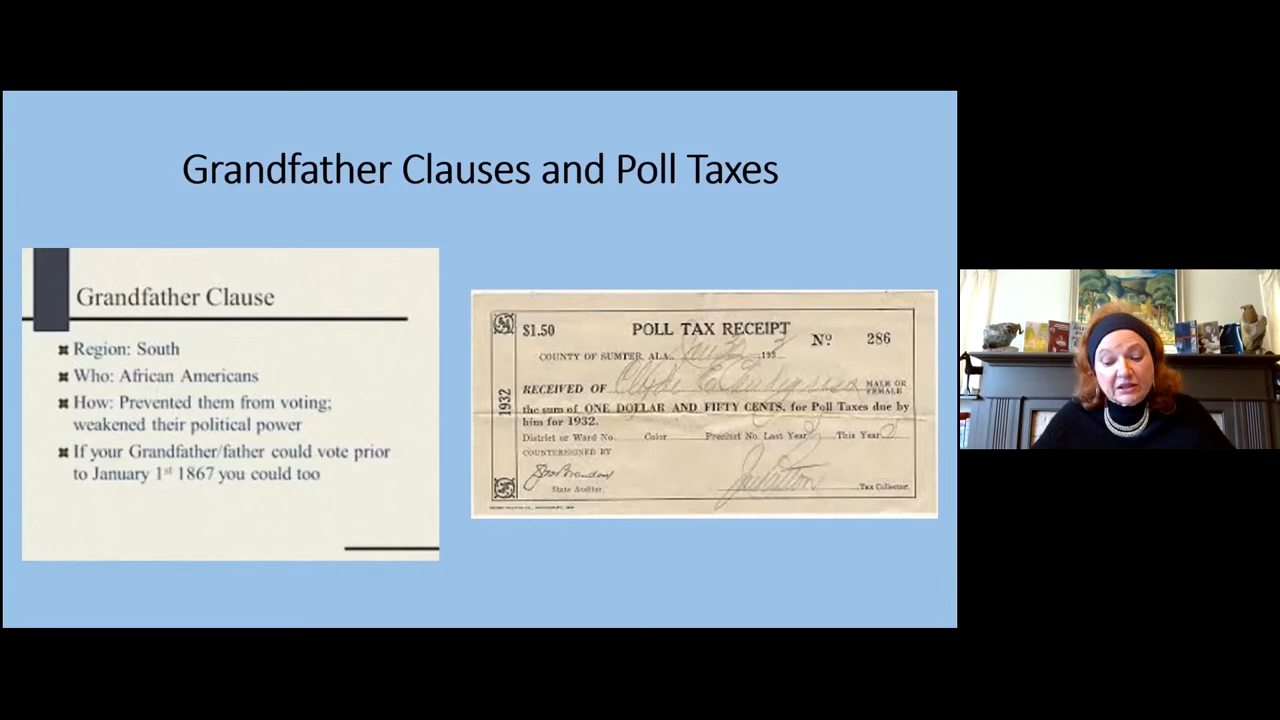 Grandfather Clauses and Poll Taxes
Grandfather Clause
Region: South
Who: African Americans
How: Prevented them from voting;
weakened their political power
If your Grandfather/father could vote prior
to January 1st 1867 you could too
$1.50
POLL TAX RECEIPT
Nº 286
COUNTY OF SUMTER, ALA., 193
RECEIVED OF
MALE OR
FEMALE
1932
the sum of ONE DOLLAR AND FIFTY CENTS, for Poll Taxes due by
him for 1932.
District or Ward No. Color Precinct No. Last Year This Year
COUNTERSIGNED BY
State Auditor.
Tax Collector.